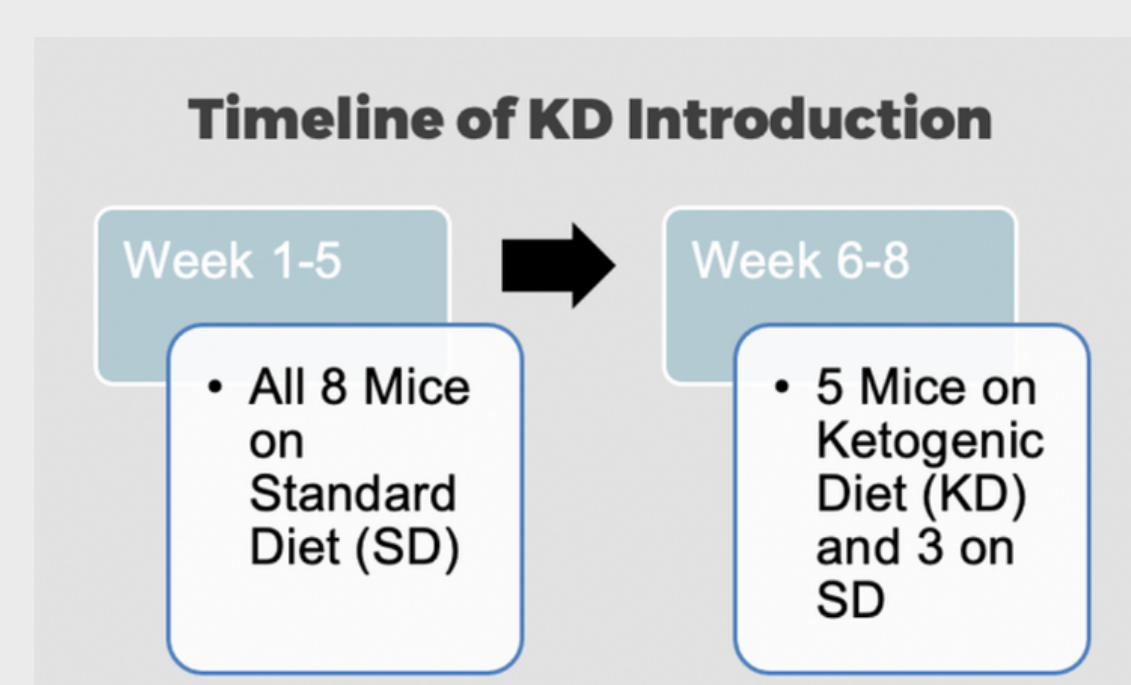 Timeline of KD Introduction
Week 1-5
• All 8 Mice
on
Standard
Diet (SD)
Week 6-8
• 5 Mice on
Ketogenic
Diet (KD)
and 3 on
SD